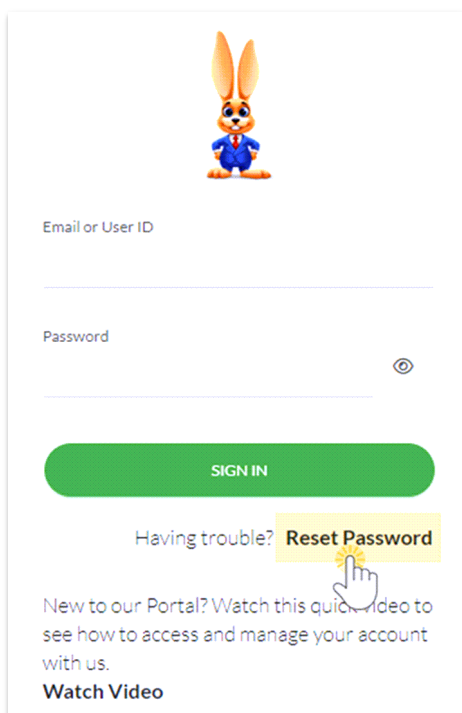 Email or User ID
Password
SIGN IN
Having trouble? Reset Password
New to our Portal? Watch this quick video to
see how to access and manage your account
with us.
Watch Video